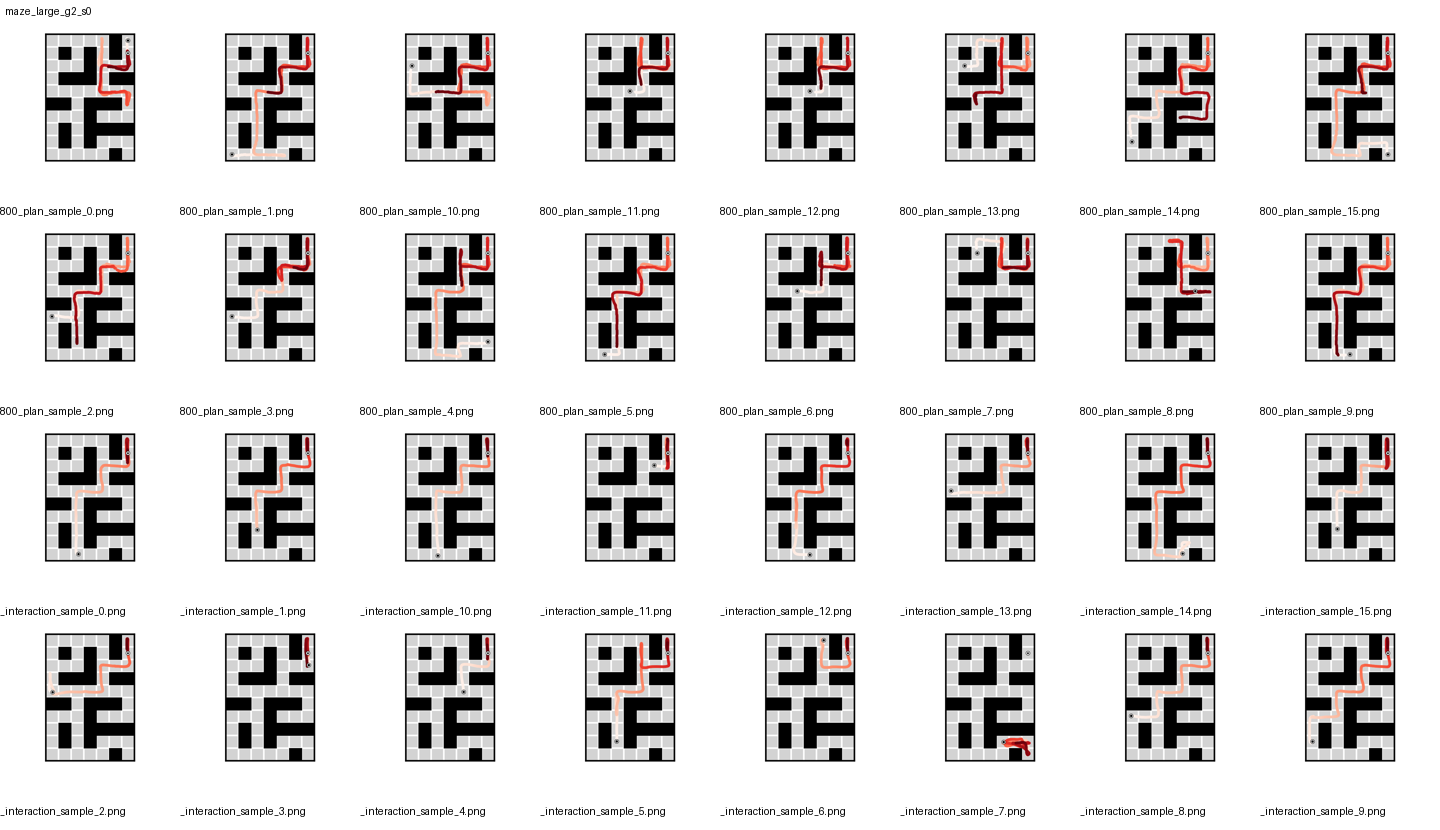 maze_large_g2_s0
800_plan_sample_0.png 800_plan_sample_1.png 800_plan_sample_10.png 800_plan_sample_11.png 800_plan_sample_12.png 800_plan_sample_13.png 800_plan_sample_14.png 800_plan_sample_15.png
800_plan_sample_2.png 800_plan_sample_3.png 800_plan_sample_4.png 800_plan_sample_5.png 800_plan_sample_6.png 800_plan_sample_7.png 800_plan_sample_8.png 800_plan_sample_9.png
_interaction_sample_0.png _interaction_sample_1.png _interaction_sample_10.png _interaction_sample_11.png _interaction_sample_12.png _interaction_sample_13.png _interaction_sample_14.png _interaction_sample_15.png
_interaction_sample_2.png _interaction_sample_3.png _interaction_sample_4.png _interaction_sample_5.png _interaction_sample_6.png _interaction_sample_7.png _interaction_sample_8.png _interaction_sample_9.png